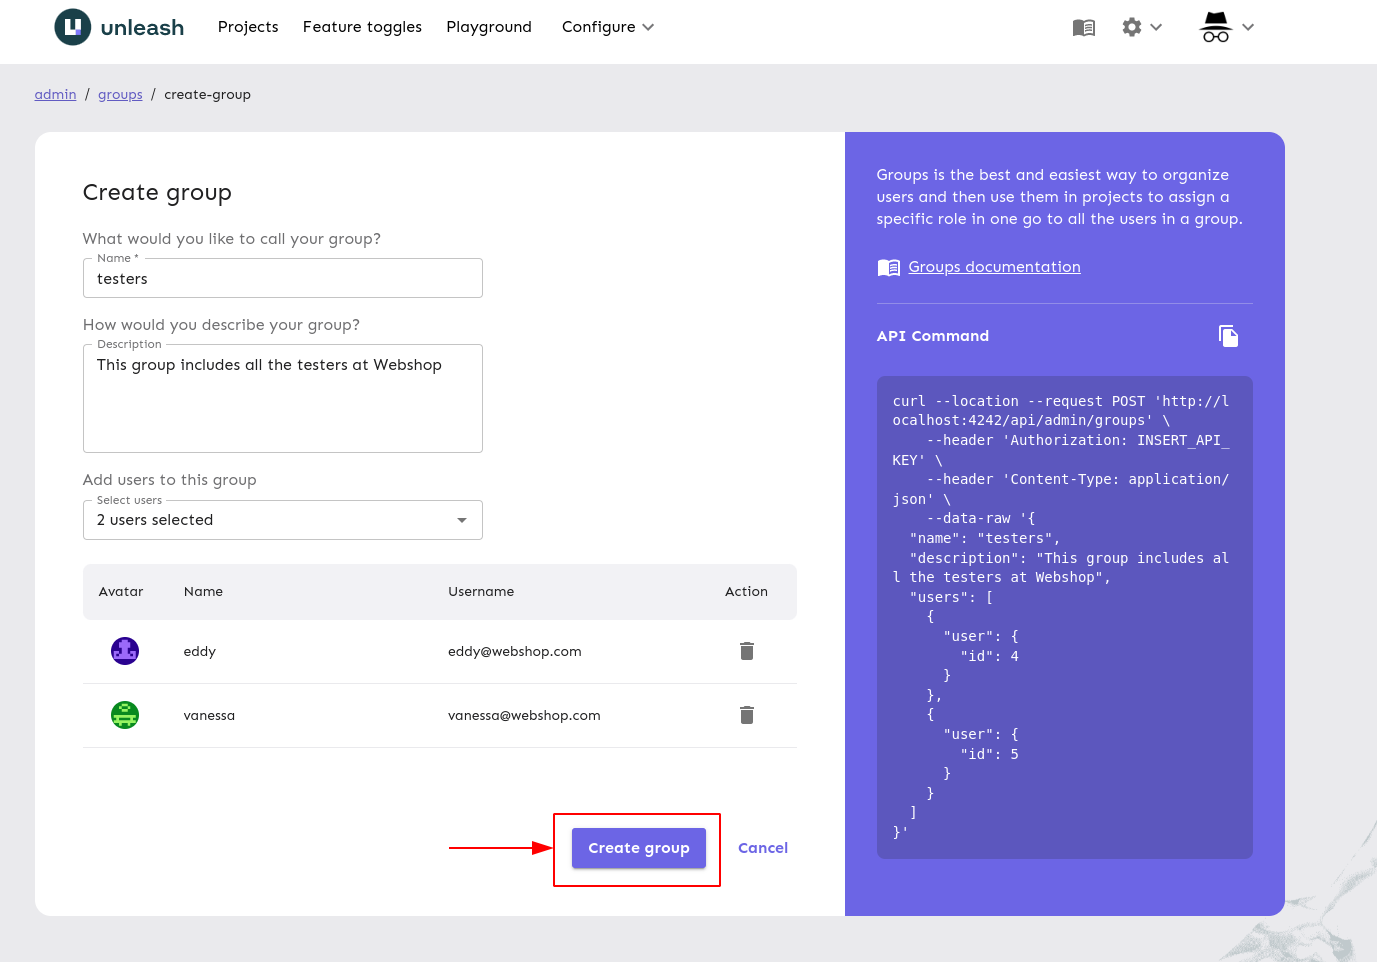 unleash
Projects
Feature toggles
Playground
Configure
admin / groups / create-group
Create group
What would you like to call your group?
Name *
testers
How would you describe your group?
Description
This group includes all the testers at Webshop
Add users to this group
Select users
2 users selected
Avatar Name Username Action
eddy eddy@webshop.com
vanessa vanessa@webshop.com
Create group
Cancel
Groups is the best and easiest way to organize
users and then use them in projects to assign a
specific role in one go to all the users in a group.
Groups documentation
API Command
curl --location --request POST 'http://l
ocalhost:4242/api/admin/groups' \
    --header 'Authorization: INSERT_API_
KEY' \
    --header 'Content-Type: application/
json' \
    --data-raw '{
  "name": "testers",
  "description": "This group includes al
l the testers at Webshop",
  "users": [
    {
      "user": {
        "id": 4
      }
    },
    {
      "user": {
        "id": 5
      }
    }
  ]
}'